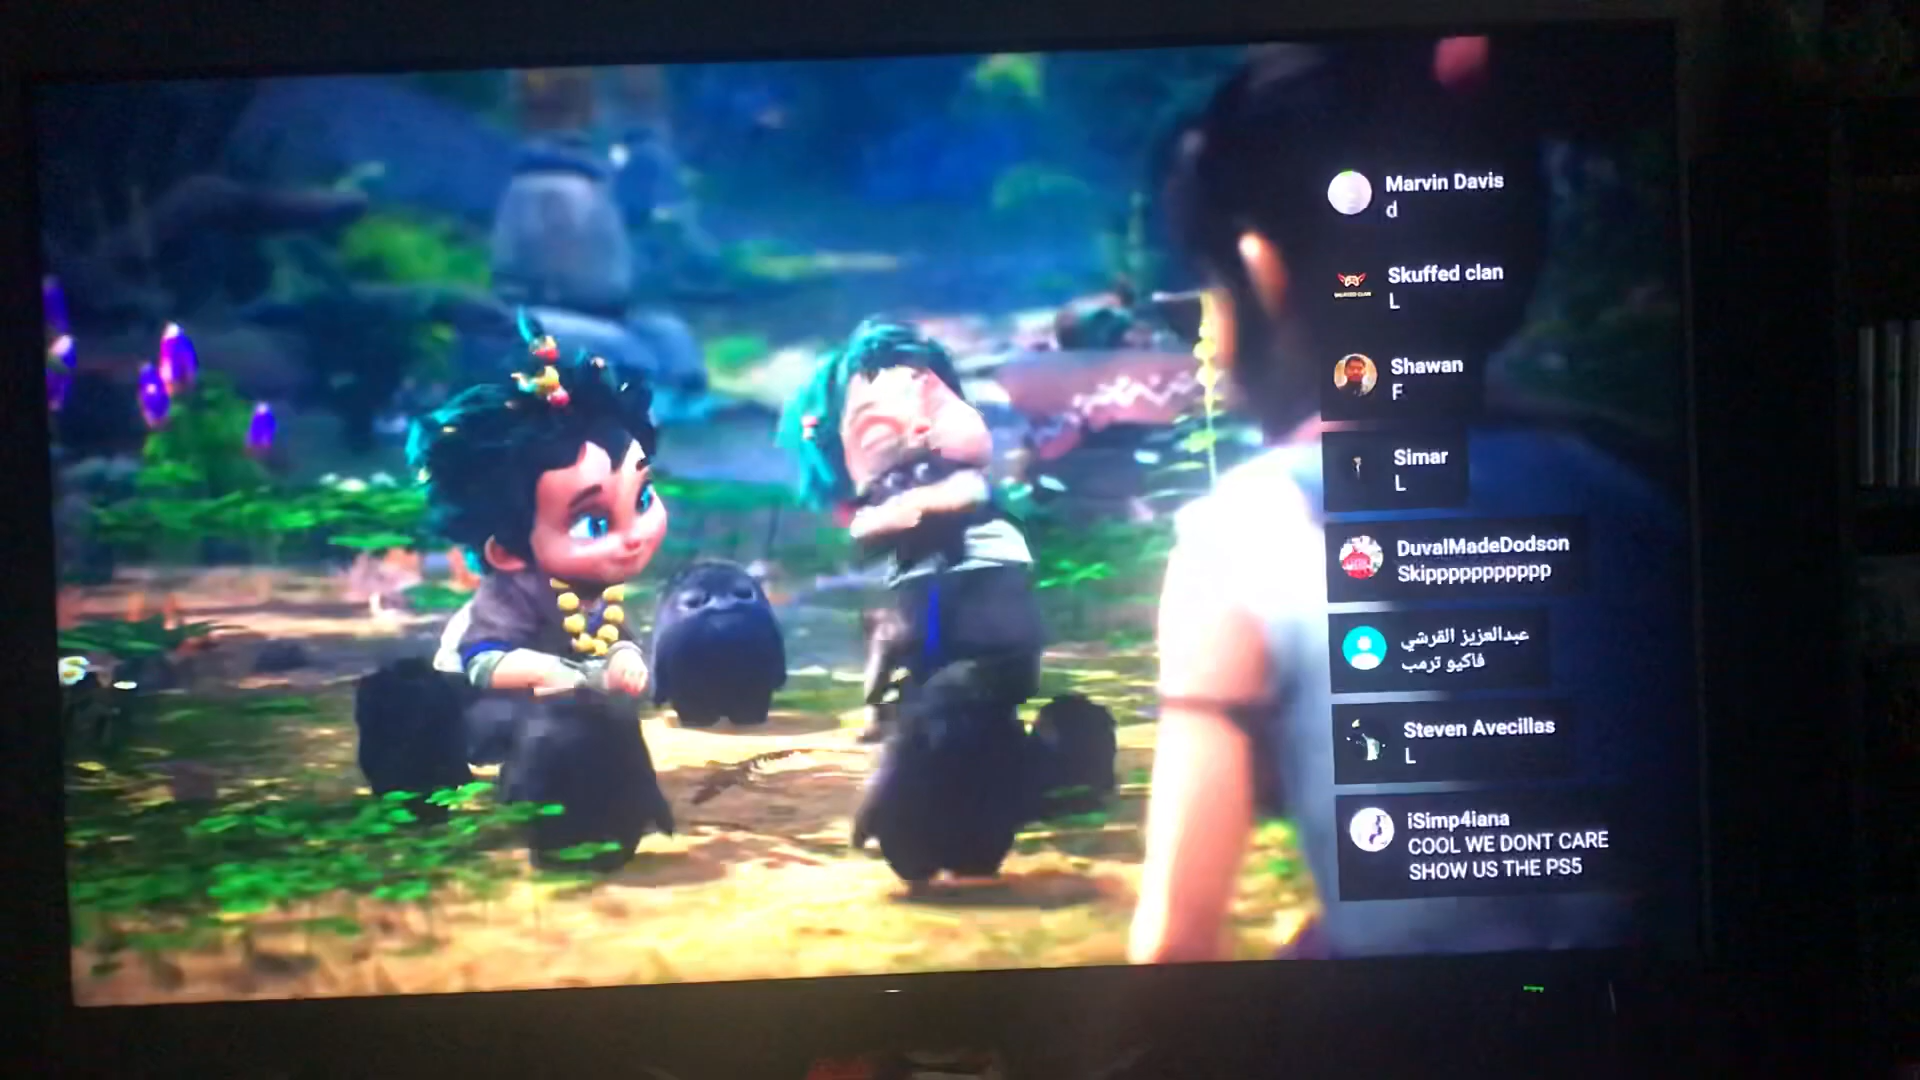 Marvin Davis
d
Skuffed clan
L
Shawan
F
Simar
L
DuvalMadeDodson
Skipppppppppppp
عبدالعزيز القرشي
فاكيو ترمب
Steven Avecillas
L
iSimp4iana
COOL WE DONT CARE
SHOW US THE PS5